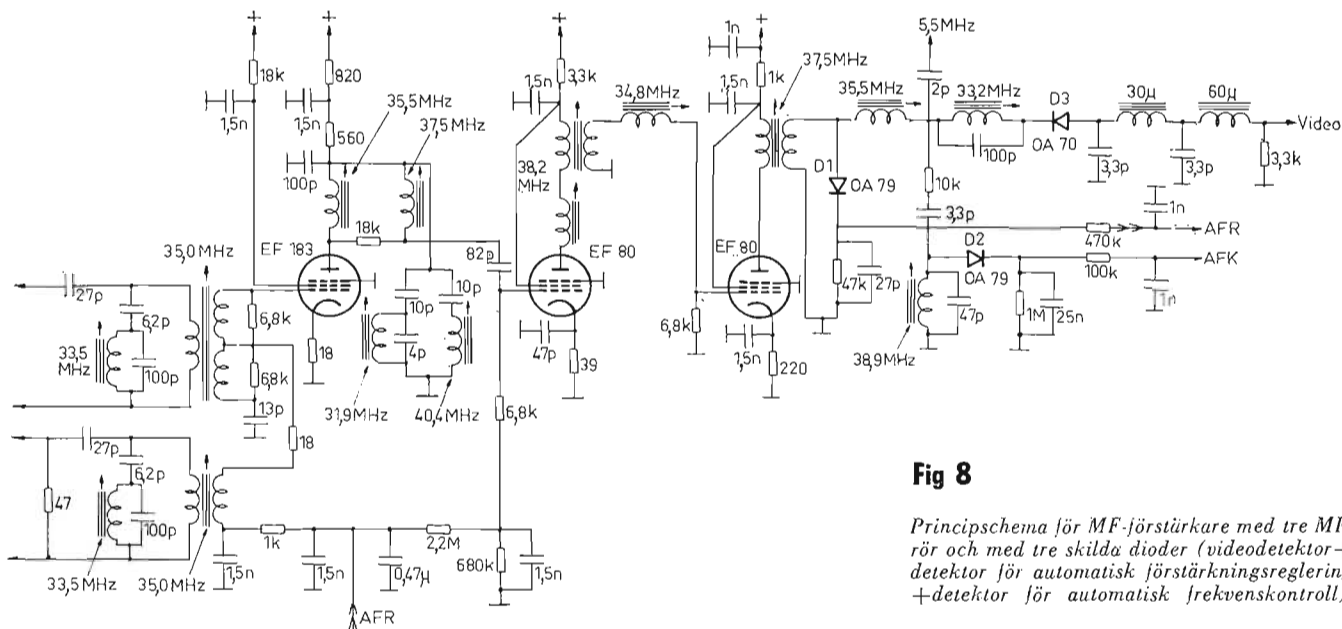 +
+
+
+
18k
820
1,5n
1,5n
560
100p
35,5MHz
37,5MHz
3,3k
1,5n
34,8MHz
38,2
MHz
1n
1k
1,5n
37,5MHz
35,5MHz
5,5MHz
2p
33,2MHz
100p
D3
OA 70
30µ
60µ
Video
3,3p
3,3p
3,3k
D1
OA 79
10k
3,3p
1n
470k
AFR
D2
OA 79
100k
AFK
1n
47k
27p
47p
38,9MHz
1M
25n
EF 183
18k
82p
EF 80
EF 80
35,0MHz
27p
6,2p
33,5
MHz
100p
6,8k
6,8k
13p
18
18
10p
4p
10p
31,9MHz
40,4MHz
47p
39
6,8k
6,8k
1,5n
220
27p
47
6,2p
100p
33,5MHz
35,0MHz
1k
1,5n
1,5n
0,47µ
2,2M
680k
1,5n
AFR
Fig 8
Principschema för MF-förstärkare med tre MF
rör och med tre skilda dioder (videodetektor–
detektor för automatisk förstärkningsreglerin
+detektor för automatisk frekvenskontroll)